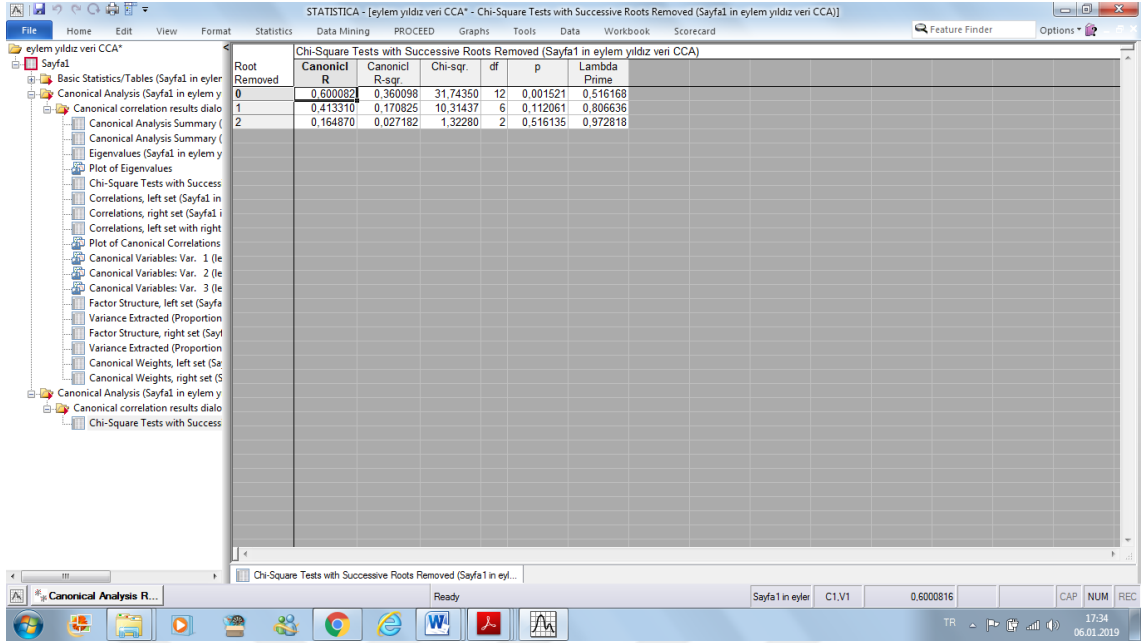 STATISTICA - [eylem yıldız veri CCA* - Chi-Square Tests with Successive Roots Removed (Sayfa1 in eylem yıldız veri CCA)]
File Home Edit View Format Statistics Data Mining PROCEED Graphs Tools Data Workbook Scorecard Feature Finder Options
eylem yıldız veri CCA*
Sayfa1
Basic Statistics/Tables (Sayfa1 in eyler
Canonical Analysis (Sayfa1 in eylem y
Canonical correlation results dialo
Canonical Analysis Summary (
Canonical Analysis Summary (
Eigenvalues (Sayfa1 in eylem y
Plot of Eigenvalues
Chi-Square Tests with Success
Correlations, left set (Sayfa1 in
Correlations, right set (Sayfa1 i
Correlations, left set with right
Plot of Canonical Correlations
Canonical Variables: Var. 1 (le
Canonical Variables: Var. 2 (le
Canonical Variables: Var. 3 (le
Factor Structure, left set (Sayfa
Variance Extracted (Proportion
Factor Structure, right set (Sayf
Variance Extracted (Proportion
Canonical Weights, left set (Sa
Canonical Weights, right set (S
Canonical Analysis (Sayfa1 in eylem y
Canonical correlation results dialo
Chi-Square Tests with Success
Chi-Square Tests with Successive Roots Removed (Sayfa1 in eylem yıldız veri CCA)
Root Canonicl Canonicl Chi-sqr. df p Lambda
Removed R R-sqr. Prime
0 0,600082 0,360098 31,74350 12 0,001521 0,516168
1 0,413310 0,170825 10,31437 6 0,112061 0,806636
2 0,164870 0,027182 1,32280 2 0,516135 0,972818
Chi-Square Tests with Successive Roots Removed (Sayfa1 in eyl...
Canonical Analysis R... Ready Sayfa1 in eyler C1,V1 0,6000816 CAP NUM REC
TR 17:34
06.01.2019